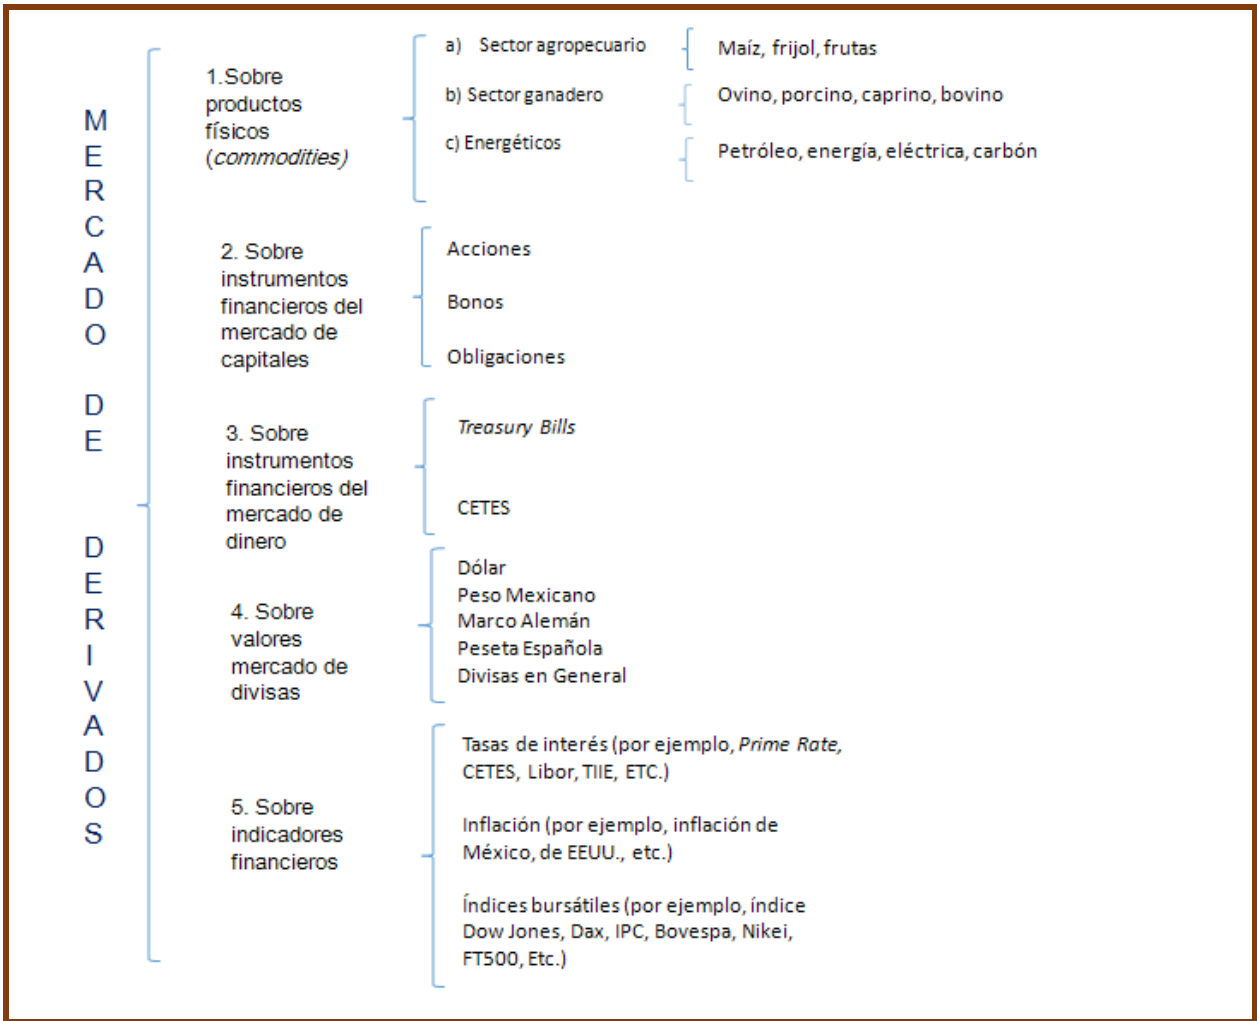 MERCADO DE DERIVADOS
1.Sobre
productos
físicos
(commodities)
a) Sector agropecuario
Maíz, frijol, frutas
b) Sector ganadero
Ovino, porcino, caprino, bovino
c) Energéticos
Petróleo, energía, eléctrica, carbón
2. Sobre
instrumentos
financieros del
mercado de
capitales
Acciones
Bonos
Obligaciones
3. Sobre
instrumentos
financieros del
mercado de
dinero
Treasury Bills
CETES
4. Sobre
valores
mercado de
divisas
Dólar
Peso Mexicano
Marco Alemán
Peseta Española
Divisas en General
5. Sobre
indicadores
financieros
Tasas de interés (por ejemplo, Prime Rate,
CETES, Libor, TIIE, ETC.)
Inflación (por ejemplo, inflación de
México, de EEUU., etc.)
Índices bursátiles (por ejemplo, índice
Dow Jones, Dax, IPC, Bovespa, Nikei,
FT500, Etc.)